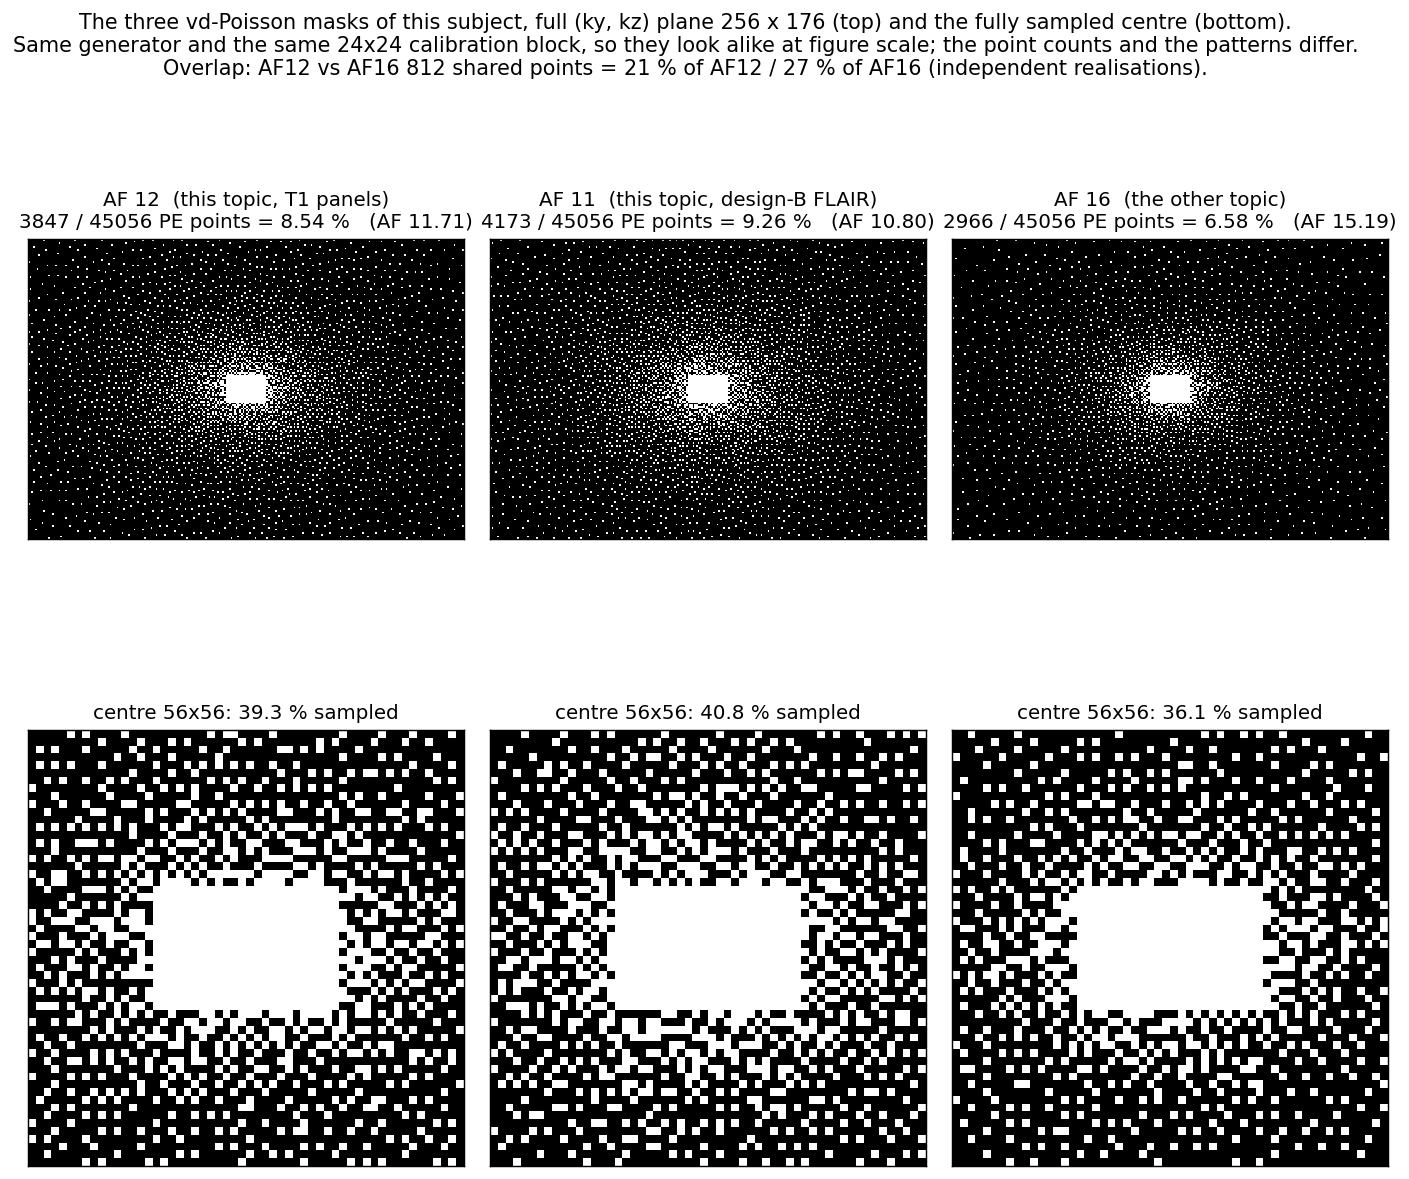 The three vd-Poisson masks of this subject, full (ky, kz) plane 256 x 176 (top) and the fully sampled centre (bottom).
Same generator and the same 24x24 calibration block, so they look alike at figure scale; the point counts and the patterns differ.
Overlap: AF12 vs AF16 812 shared points = 21 % of AF12 / 27 % of AF16 (independent realisations).
AF 12  (this topic, T1 panels)
3847 / 45056 PE points = 8.54 %   (AF 11.71)
AF 11  (this topic, design-B FLAIR)
4173 / 45056 PE points = 9.26 %   (AF 10.80)
AF 16  (the other topic)
2966 / 45056 PE points = 6.58 %   (AF 15.19)
centre 56x56: 39.3 % sampled
centre 56x56: 40.8 % sampled
centre 56x56: 36.1 % sampled